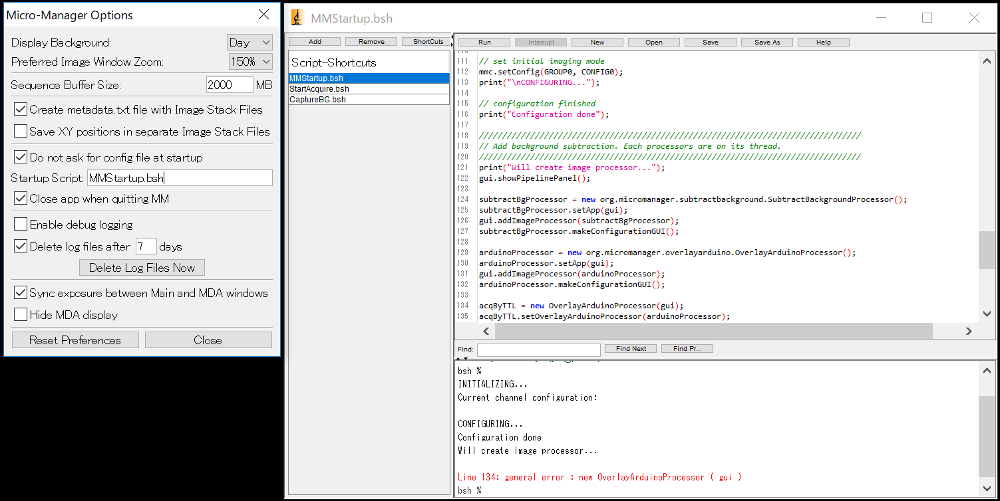 Micro-Manager Options
Display Background:
Day
Preferred Image Window Zoom:
150%
Sequence Buffer Size:
2000 MB
Create metadata.txt file with Image Stack Files
Save XY positions in separate Image Stack Files
Do not ask for config file at startup
Startup Script: MMStartup.bsh
Close app when quitting MM
Enable debug logging
Delete log files after 7 days
Delete Log Files Now
Sync exposure between Main and MDA windows
Hide MDA display
Reset Preferences
Close
MMStartup.bsh
Add
Remove
ShortCuts
Script-Shortcuts
MMStartup.bsh
StartAcquire.bsh
CaptureBG.bsh
Run
Interrupt
New
Open
Save
Save As
Help
111 // set initial imaging mode
112 mmc.setConfig(GROUP0, CONFIG0);
113 print("\nCONFIGURING...");
114
115 // configuration finished
116 print("Configuration done");
117
118 //////////////////////////////////////////////////////////////////////////////////
119 // Add background subtraction. Each processors are on its thread.
120 //////////////////////////////////////////////////////////////////////////////////
121 print("Will create image processor...");
122 gui.showPipelinePanel();
123
124 subtractBgProcessor = new org.micromanager.subtractbackground.SubtractBackgroundProcessor();
125 subtractBgProcessor.setApp(gui);
126 gui.addImageProcessor(subtractBgProcessor);
127 subtractBgProcessor.makeConfigurationGUI();
128
129 arduinoProcessor = new org.micromanager.overlayarduino.OverlayArduinoProcessor();
130 arduinoProcessor.setApp(gui);
131 gui.addImageProcessor(arduinoProcessor);
132 arduinoProcessor.makeConfigurationGUI();
133
134 acqByTTL = new OverlayArduinoProcessor(gui);
135 acqByTTL.setOverlayArduinoProcessor(arduinoProcessor);
Find:
Find Next
Find Pr...
bsh %
INITIALIZING...
Current channel configuration:
CONFIGURING...
Configuration done
Will create image processor...
Line 134: general error : new OverlayArduinoProcessor ( gui )
bsh %